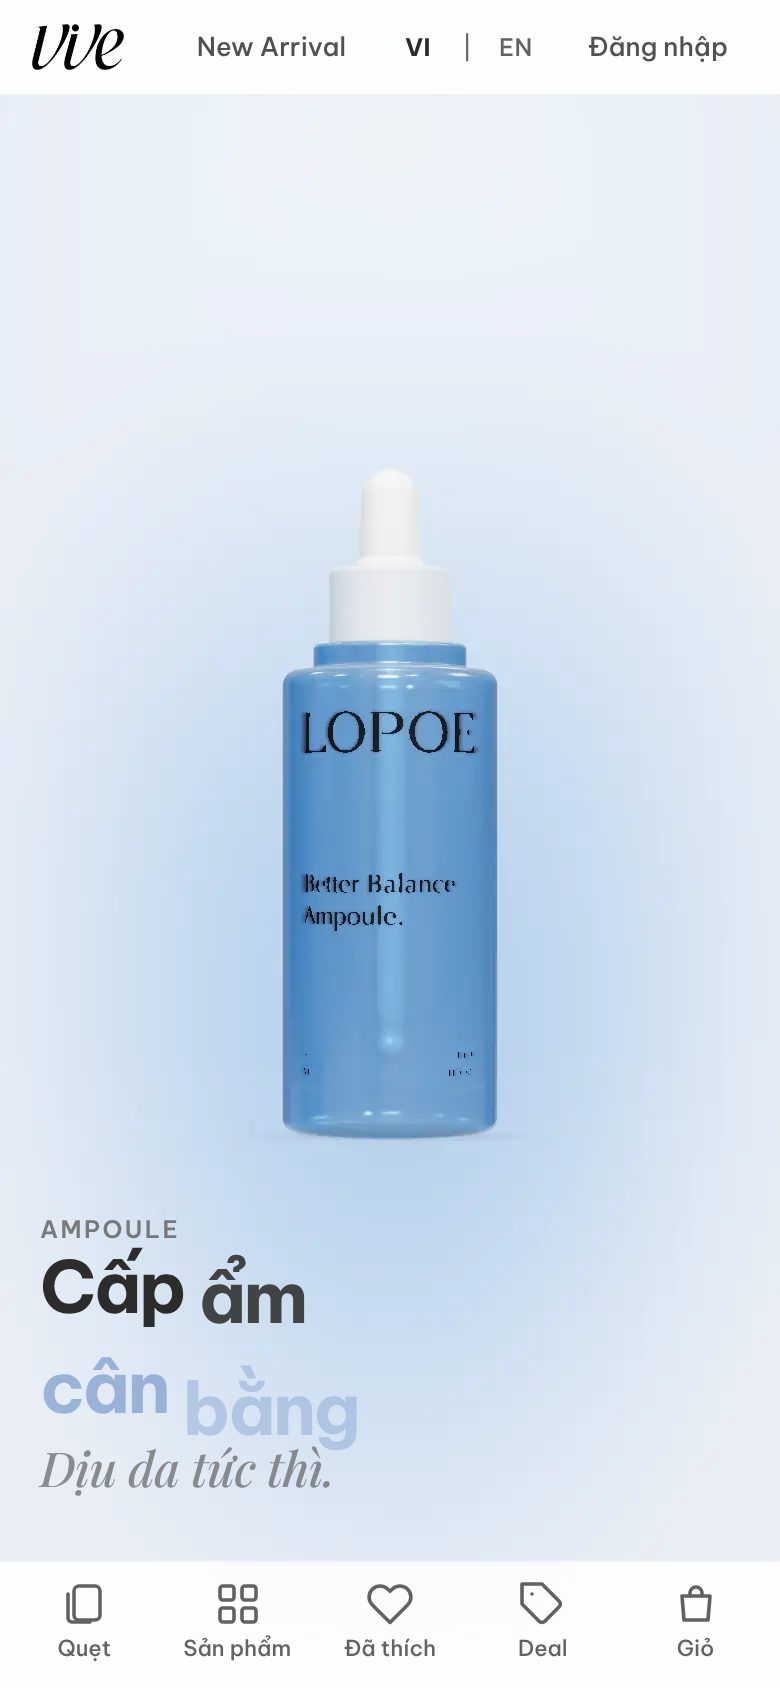 ViVe
New Arrival
VI | EN
Đăng nhập
LOPOE
Better Balance
Ampoule.
AMPOULE
Cấp ẩm
cân bằng
Dịu da tức thì.
Quẹt
Sản phẩm
Đã thích
Deal
Giỏ